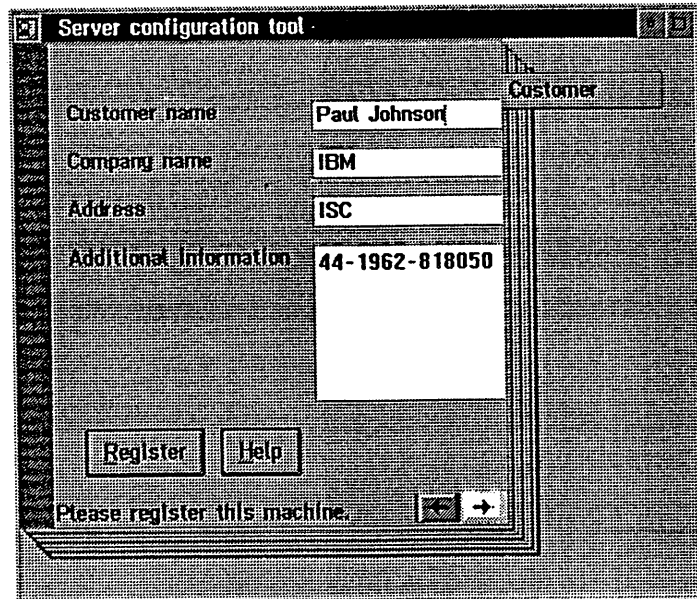 Server configuration tool
Customer
Customer name Paul Johnson
Company name IBM
Address ISC
Additional Information 44-1962-818050
Register Help
Please register this machine.